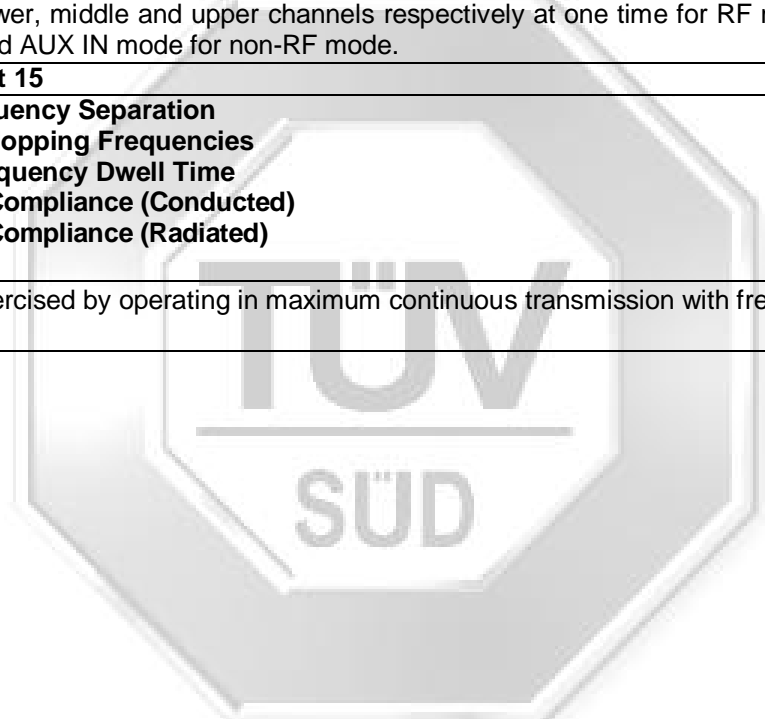 wer, middle and upper channels respectively at one time for RF
d AUX IN mode for non-RF mode.
t 15
uency Separation
opping Frequencies
quency Dwell Time
Compliance (Conducted)
Compliance (Radiated)
ercised by operating in maximum continuous transmission with fre
TÜV
SÜD